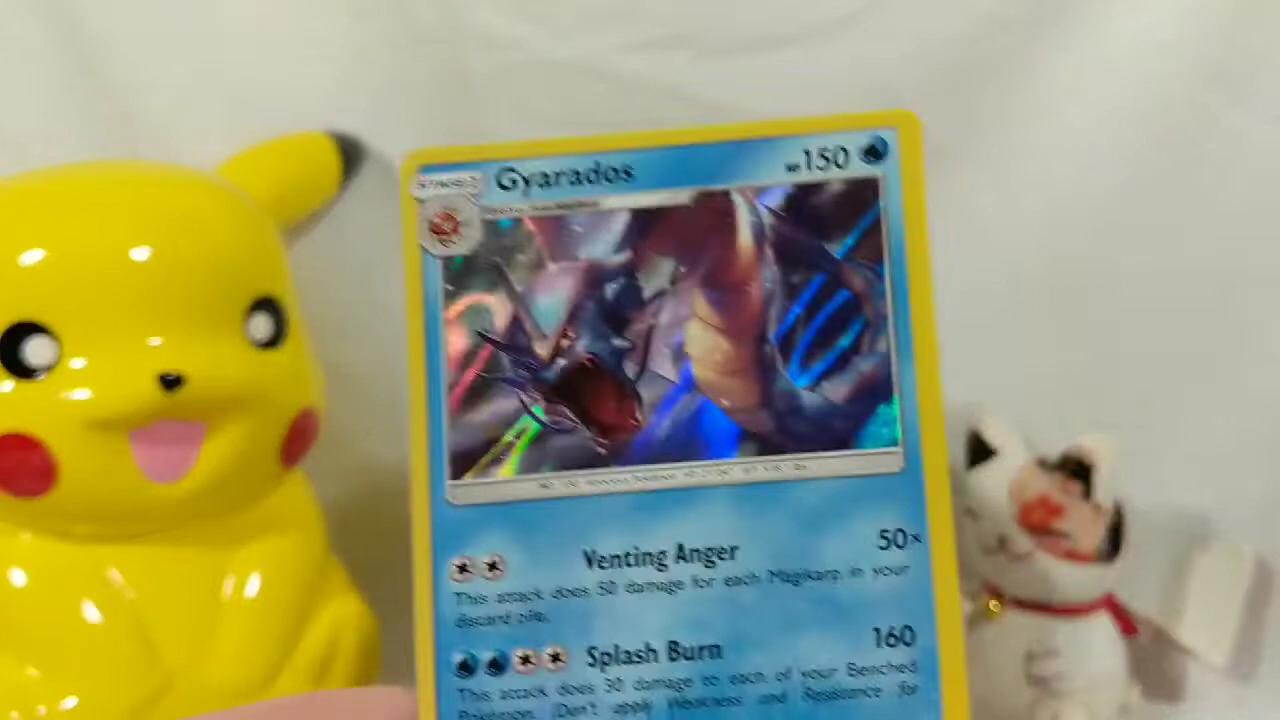 Gyarados
HP150
Venting Anger 50×
This attack does 50 damage for each Magikarp in your
discard pile.
Splash Burn 160
This attack does 30 damage to each of your Benched
Pokémon. (Don't apply Weakness and Resistance for